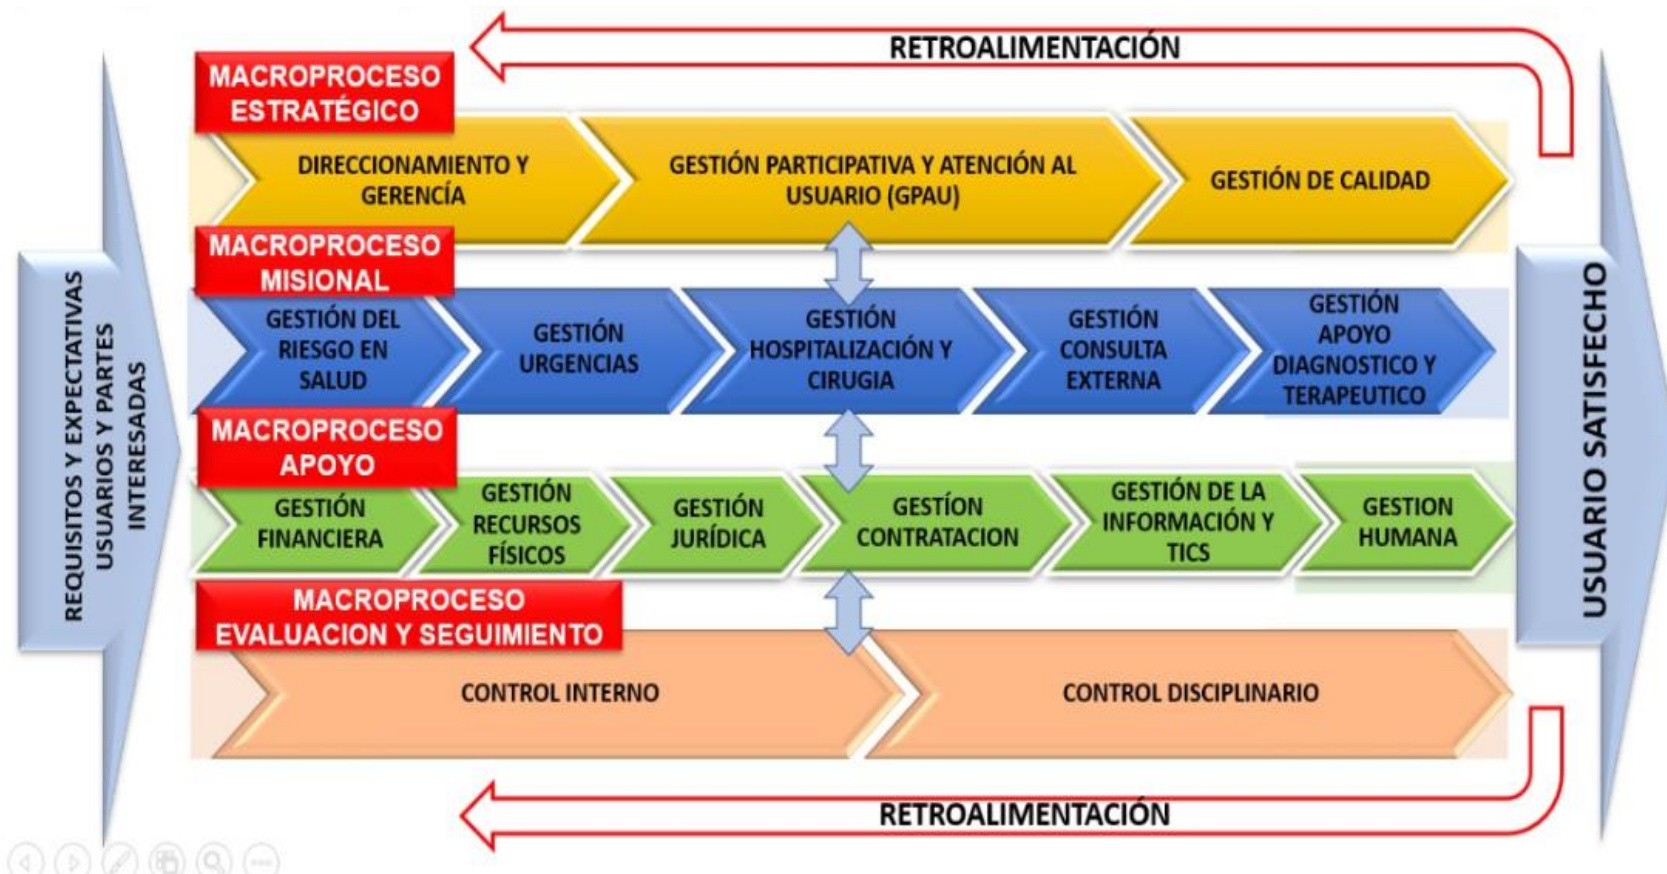 RETROALIMENTACIÓN
MACROPROCESO
ESTRATÉGICO
DIRECCIONAMIENTO Y
GERENCÍA
GESTIÓN PARTICIPATIVA Y ATENCIÓN AL
USUARIO (GPAU)
GESTIÓN DE CALIDAD
MACROPROCESO
MISIONAL
GESTIÓN DEL
RIESGO EN
SALUD
GESTIÓN
URGENCIAS
GESTIÓN
HOSPITALIZACIÓN Y
CIRUGIA
GESTIÓN
CONSULTA
EXTERNA
GESTIÓN
APOYO
DIAGNOSTICO Y
TERAPEUTICO
MACROPROCESO
APOYO
GESTIÓN
FINANCIERA
GESTIÓN
RECURSOS
FÍSICOS
GESTIÓN
JURÍDICA
GESTÍON
CONTRATACION
GESTIÓN DE LA
INFORMACIÓN Y
TICS
GESTION
HUMANA
MACROPROCESO
EVALUACION Y SEGUIMIENTO
CONTROL INTERNO
CONTROL DISCIPLINARIO
RETROALIMENTACIÓN
REQUISITOS Y EXPECTATIVAS
USUARIOS Y PARTES
INTERESADAS
USUARIO SATISFECHO